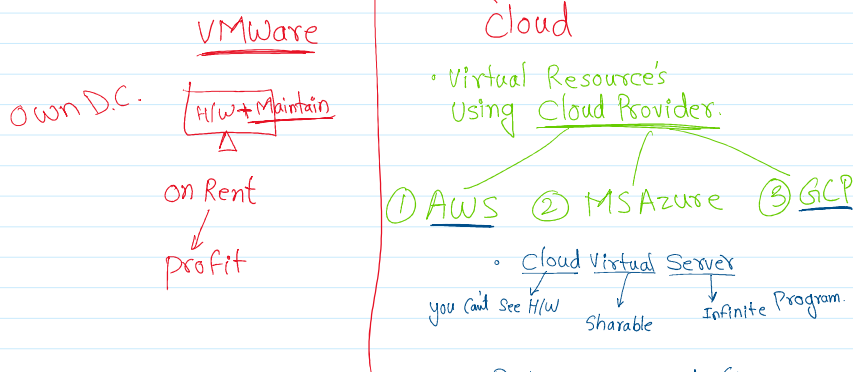 VMWare
own D.C.
H/W + Maintain
on Rent
Profit
Cloud
• Virtual Resource's
Using Cloud Provider.
① AWS ② MS Azure ③ GCP
• Cloud Virtual Server
you Can't See H/W
Sharable
Infinite Program.